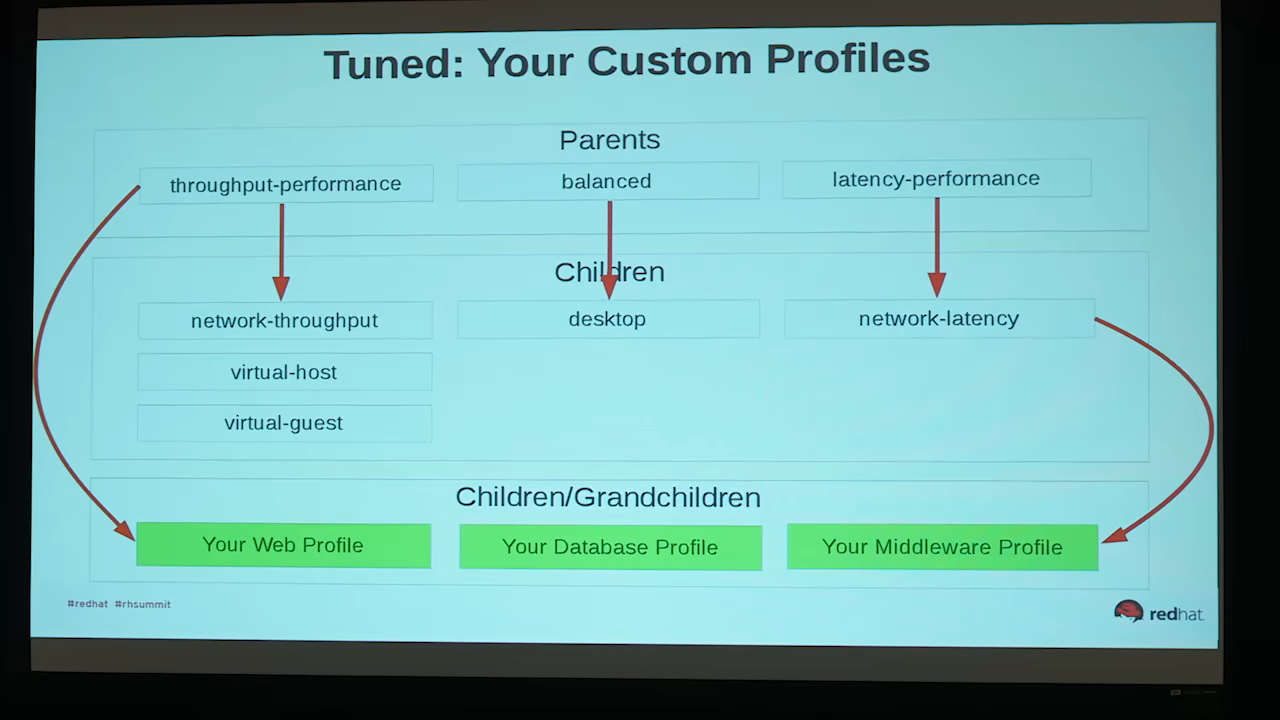 Tuned: Your Custom Profiles
Parents
throughput-performance
balanced
latency-performance
Children
network-throughput
desktop
network-latency
virtual-host
virtual-guest
Children/Grandchildren
Your Web Profile
Your Database Profile
Your Middleware Profile
#redhat #rhsummit
redhat.